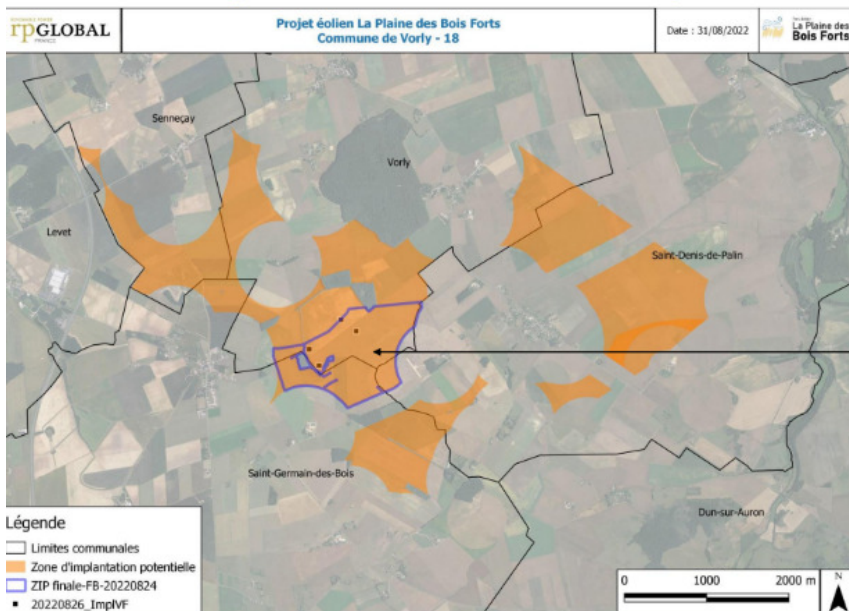 rpGLOBAL
FRANCE
Projet éolien La Plaine des Bois Forts
Commune de Vorly - 18
Date : 31/08/2022
La Plaine des
Bois Forts
Senneçay
Vorly
Levet
Saint-Denis-de-Palin
Saint-Germain-des-Bois
Dun-sur-Auron
Légende
Limites communales
Zone d'implantation potentielle
ZIP finale-FB-20220824
20220826_ImplVF
0 1000 2000 m
N